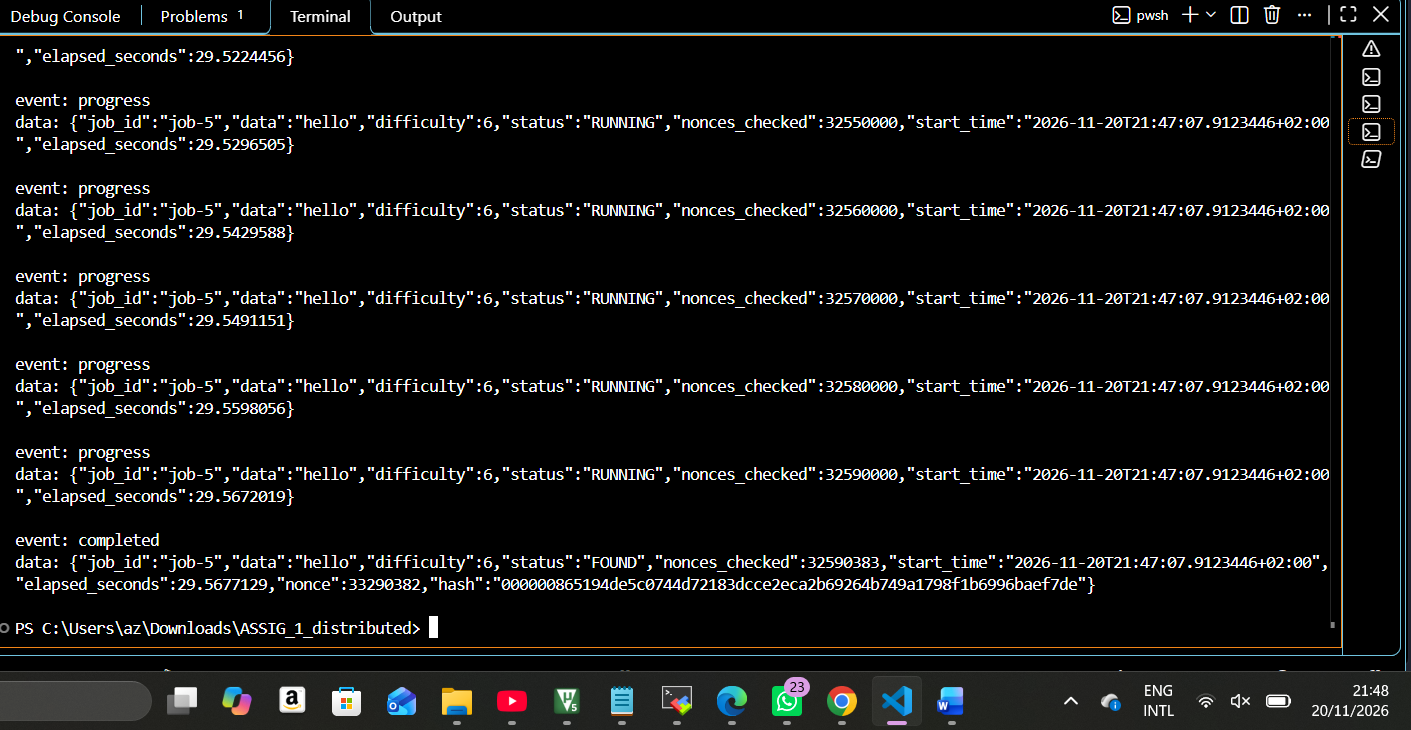 Debug Console Problems 1 Terminal Output pwsh
","elapsed_seconds":29.5224456}
event: progress
data: {"job_id":"job-5","data":"hello","difficulty":6,"status":"RUNNING","nonces_checked":32550000,"start_time":"2026-11-20T21:47:07.9123446+02:00
","elapsed_seconds":29.5296505}
event: progress
data: {"job_id":"job-5","data":"hello","difficulty":6,"status":"RUNNING","nonces_checked":32560000,"start_time":"2026-11-20T21:47:07.9123446+02:00
","elapsed_seconds":29.5429588}
event: progress
data: {"job_id":"job-5","data":"hello","difficulty":6,"status":"RUNNING","nonces_checked":32570000,"start_time":"2026-11-20T21:47:07.9123446+02:00
","elapsed_seconds":29.5491151}
event: progress
data: {"job_id":"job-5","data":"hello","difficulty":6,"status":"RUNNING","nonces_checked":32580000,"start_time":"2026-11-20T21:47:07.9123446+02:00
","elapsed_seconds":29.5598056}
event: progress
data: {"job_id":"job-5","data":"hello","difficulty":6,"status":"RUNNING","nonces_checked":32590000,"start_time":"2026-11-20T21:47:07.9123446+02:00
","elapsed_seconds":29.5672019}
event: completed
data: {"job_id":"job-5","data":"hello","difficulty":6,"status":"FOUND","nonces_checked":32590383,"start_time":"2026-11-20T21:47:07.9123446+02:00",
"elapsed_seconds":29.5677129,"nonce":33290382,"hash":"000000865194de5c0744d72183dcce2eca2b69264b749a1798f1b6996baef7de"}
PS C:\Users\az\Downloads\ASSIG_1_distributed>
23
ENG 21:48
INTL 20/11/2026